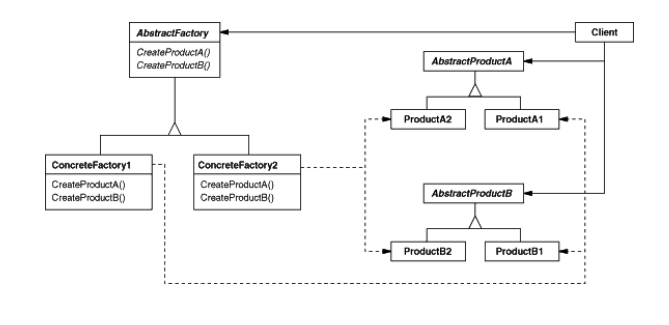 AbstractFactory
CreateProductA()
CreateProductB()
Client
AbstractProductA
ProductA2
ProductA1
ConcreteFactory1
CreateProductA()
CreateProductB()
ConcreteFactory2
CreateProductA()
CreateProductB()
AbstractProductB
ProductB2
ProductB1